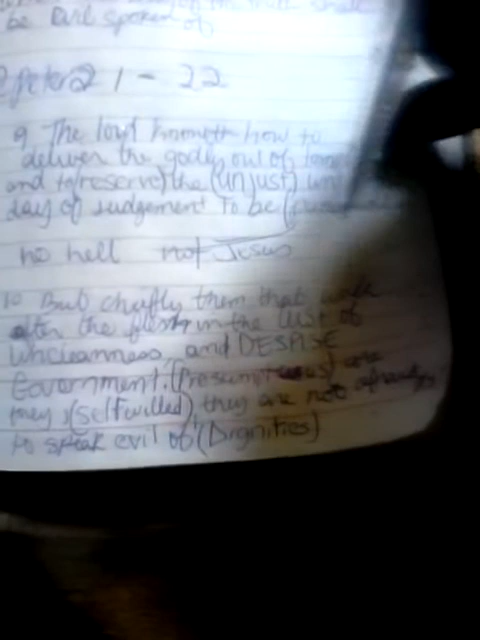 be Evil spoken of
2 Peter 2 1 - 22
9 The lord knoweth how to
deliver the godly out of
and to (reserve) the (unjust)
day of Judgement To be
no hell not Jesus
10 But chiefly them that walk
after the flesh in the lust of
uncleanness and DESPISE
Government. (Presumptuous) are
they (selfwilled), they are not afraid
to speak evil of (Dignities)